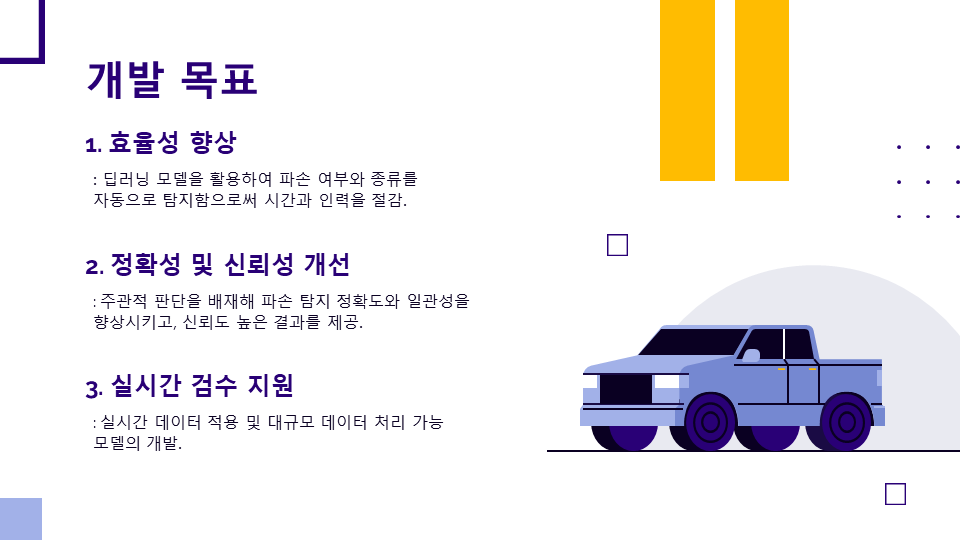 개발 목표
1. 효율성 향상
: 딥러닝 모델을 활용하여 파손 여부와 종류를
자동으로 탐지함으로써 시간과 인력을 절감.
2. 정확성 및 신뢰성 개선
: 주관적 판단을 배재해 파손 탐지 정확도와 일관성을
향상시키고, 신뢰도 높은 결과를 제공.
3. 실시간 검수 지원
: 실시간 데이터 적용 및 대규모 데이터 처리 가능
모델의 개발.